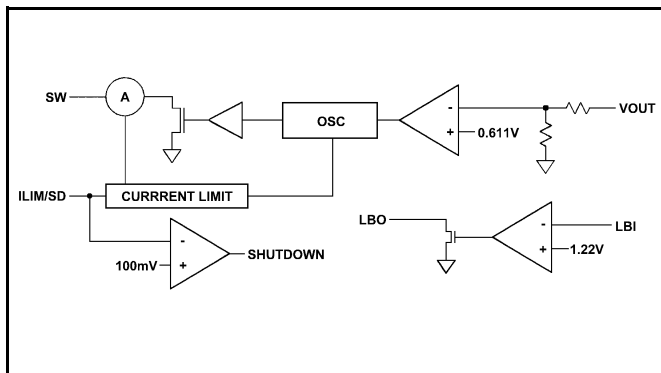 SW
A
OSC
-
+
0.611V
VOUT
ILIM/SD
CURRRENT LIMIT
LBO
-
+
LBI
1.22V
-
+
100mV
SHUTDOWN